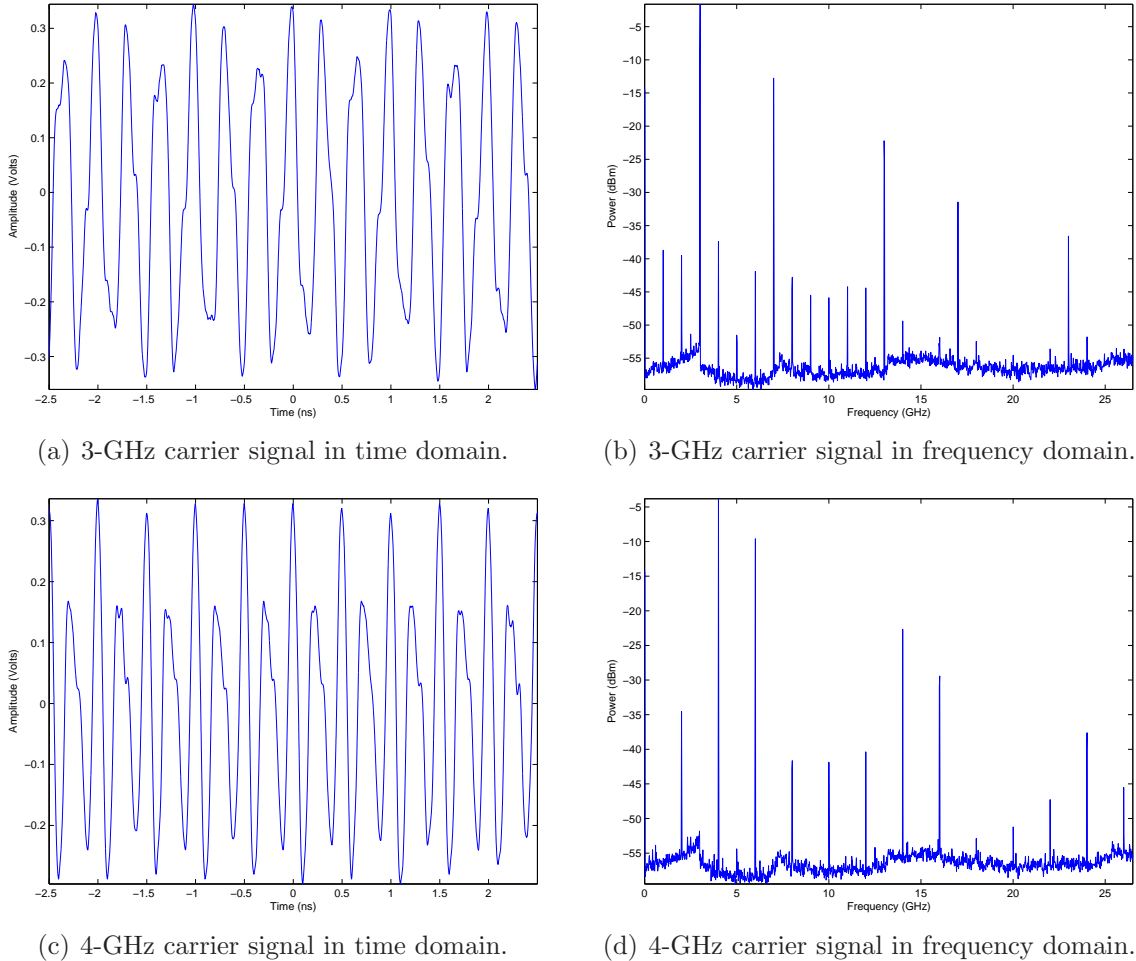 0.3
0.2
0.1
0
−0.1
−0.2
−0.3
Amplitude (Volts)
−2.5 −2 −1.5 −1 −0.5 0 0.5 1 1.5 2
Time (ns)
(a) 3-GHz carrier signal in time domain.
−5
−10
−15
−20
−25
−30
−35
−40
−45
−50
−55
Power (dBm)
0 5 10 15 20 25
Frequency (GHz)
(b) 3-GHz carrier signal in frequency domain.
0.3
0.2
0.1
0
−0.1
−0.2
Amplitude (Volts)
−2.5 −2 −1.5 −1 −0.5 0 0.5 1 1.5 2
Time (ns)
(c) 4-GHz carrier signal in time domain.
−5
−10
−15
−20
−25
−30
−35
−40
−45
−50
−55
Power (dBm)
0 5 10 15 20 25
Frequency (GHz)
(d) 4-GHz carrier signal in frequency domain.